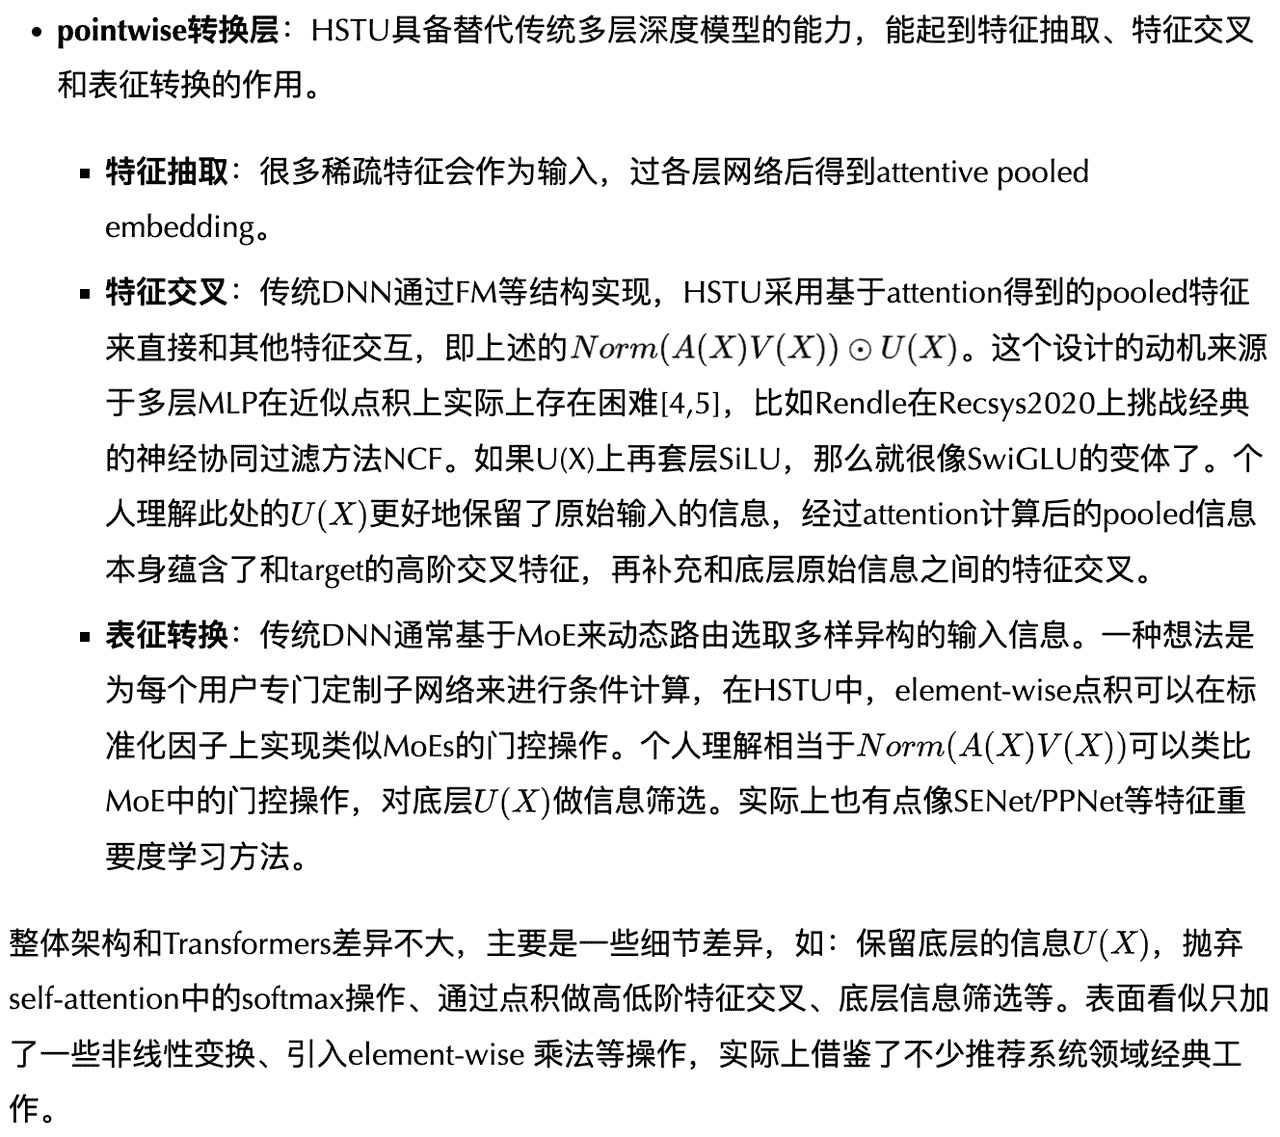 • pointwise转换层：HSTU具备替代传统多层深度模型的能力，能起到特征抽取、特征交叉
和表征转换的作用。
▪ 特征抽取：很多稀疏特征会作为输入，过各层网络后得到attentive pooled
embedding。
▪ 特征交叉：传统DNN通过FM等结构实现，HSTU采用基于attention得到的pooled特征
来直接和其他特征交互，即上述的Norm(A(X)V(X)) ⊙ U(X)。这个设计的动机来源
于多层MLP在近似点积上实际上存在困难[4,5]，比如Rendle在Recsys2020上挑战经典
的神经协同过滤方法NCF。如果U(X)上再套层SiLU，那么就很像SwiGLU的变体了。个
人理解此处的U(X)更好地保留了原始输入的信息，经过attention计算后的pooled信息
本身蕴含了和target的高阶交叉特征，再补充和底层原始信息之间的特征交叉。
▪ 表征转换：传统DNN通常基于MoE来动态路由选取多样异构的输入信息。一种想法是
为每个用户专门定制子网络来进行条件计算，在HSTU中，element-wise点积可以在标
准化因子上实现类似MoEs的门控操作。个人理解相当于Norm(A(X)V(X))可以类比
MoE中的门控操作，对底层U(X)做信息筛选。实际上也有点像SENet/PPNet等特征重
要度学习方法。
整体架构和Transformers差异不大，主要是一些细节差异，如：保留底层的信息U(X)，抛弃
self-attention中的softmax操作、通过点积做高低阶特征交叉、底层信息筛选等。表面看似只加
了一些非线性变换、引入element-wise 乘法等操作，实际上借鉴了不少推荐系统领域经典工
作。